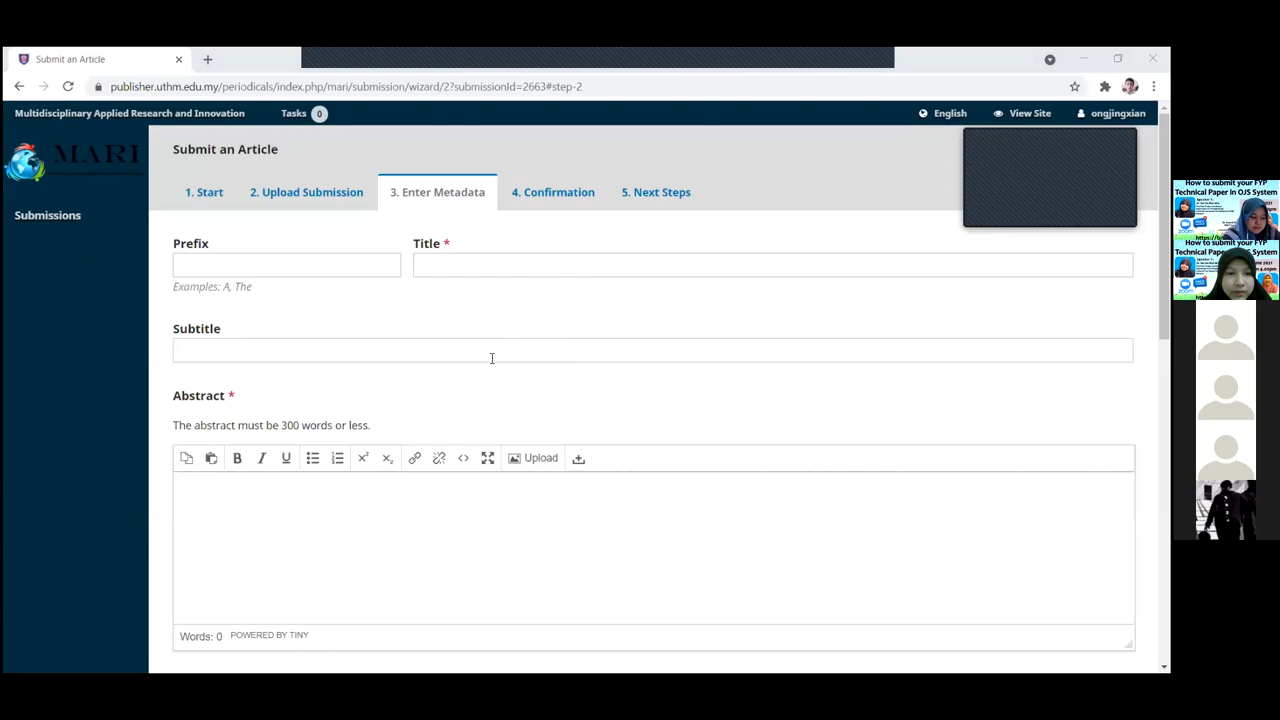 Submit an Article
publisher.uthm.edu.my/periodicals/index.php/mari/submission/wizard/2?submissionId=2663#step-2
Multidisciplinary Applied Research and Innovation
Tasks 0
English
View Site
ongjingxian
MARI
Submissions
Submit an Article
1. Start
2. Upload Submission
3. Enter Metadata
4. Confirmation
5. Next Steps
Prefix
Title *
Examples: A, The
Subtitle
Abstract *
The abstract must be 300 words or less.
Upload
Words: 0
POWERED BY TINY
How to submit your FYP
Technical Paper in OJS System
zoom
How to submit your FYP
Technical Paper in OJS System
zoom